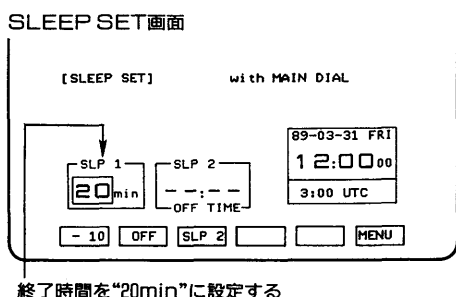 SLEEP SET画面
[SLEEP SET] with MAIN DIAL
89-03-31 FRI
12:00 00
3:00 UTC
SLP 1
20min
SLP 2
--:--
OFF TIME
- 10 OFF SLP 2 MENU
終了時間を“20min”に設定する